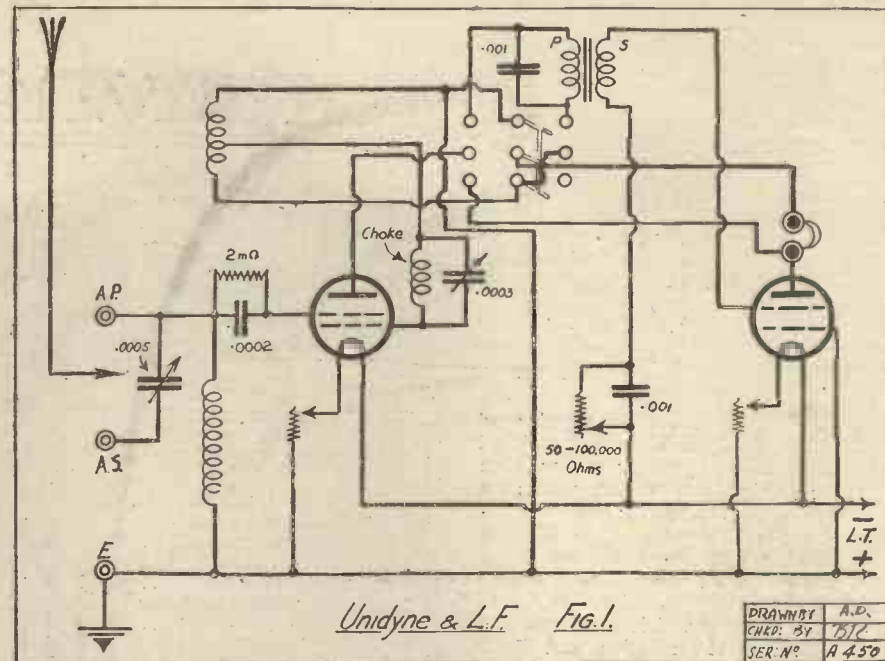 .001
P
S
Choke
2mΩ
A.P.
.0003
.0005
.0002
.001
50-100,000
Ohms
A.S.
E
-
L.T.
+
Unidyne & L.F. FIG.1.
DRAWN BY A.D.
CHKD: BY
SER: Nº A 450